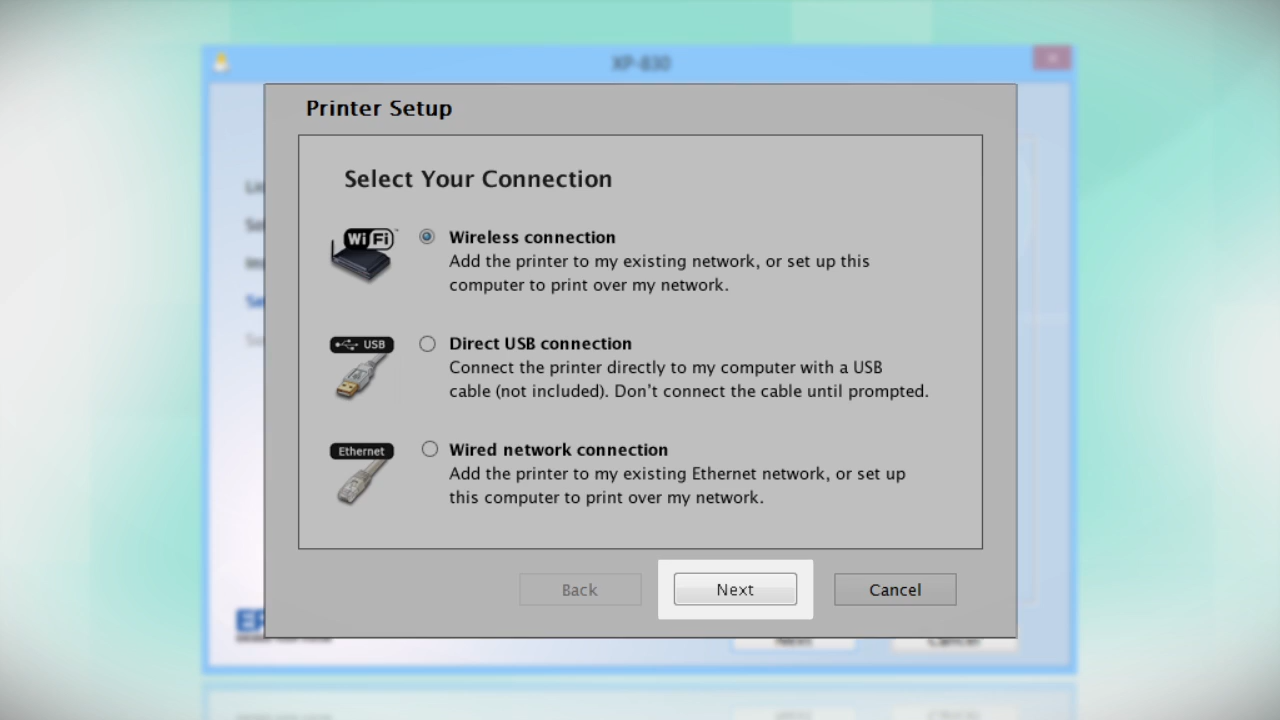 XP-830
Printer Setup
Select Your Connection
Wi Fi
Wireless connection
Add the printer to my existing network, or set up this
computer to print over my network.
USB
Direct USB connection
Connect the printer directly to my computer with a USB
cable (not included). Don't connect the cable until prompted.
Ethernet
Wired network connection
Add the printer to my existing Ethernet network, or set up
this computer to print over my network.
Back
Next
Cancel
Next
Cancel